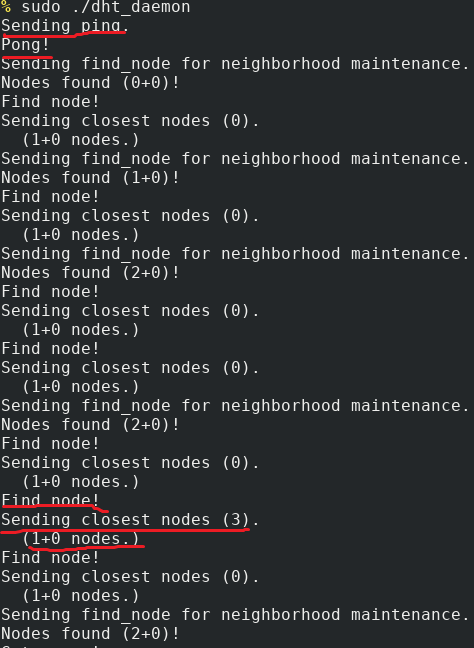 % sudo ./dht_daemon
Sending ping.
Pong!
Sending find_node for neighborhood maintenance.
Nodes found (0+0)!
Find node!
Sending closest nodes (0).
  (1+0 nodes.)
Sending find_node for neighborhood maintenance.
Nodes found (1+0)!
Find node!
Sending closest nodes (0).
  (1+0 nodes.)
Sending find_node for neighborhood maintenance.
Nodes found (2+0)!
Find node!
Sending closest nodes (0).
  (1+0 nodes.)
Find node!
Sending closest nodes (0).
  (1+0 nodes.)
Sending find_node for neighborhood maintenance.
Nodes found (2+0)!
Find node!
Sending closest nodes (0).
  (1+0 nodes.)
Find node!
Sending closest nodes (3).
  (1+0 nodes.)
Find node!
Sending closest nodes (0).
  (1+0 nodes.)
Sending find_node for neighborhood maintenance.
Nodes found (2+0)!